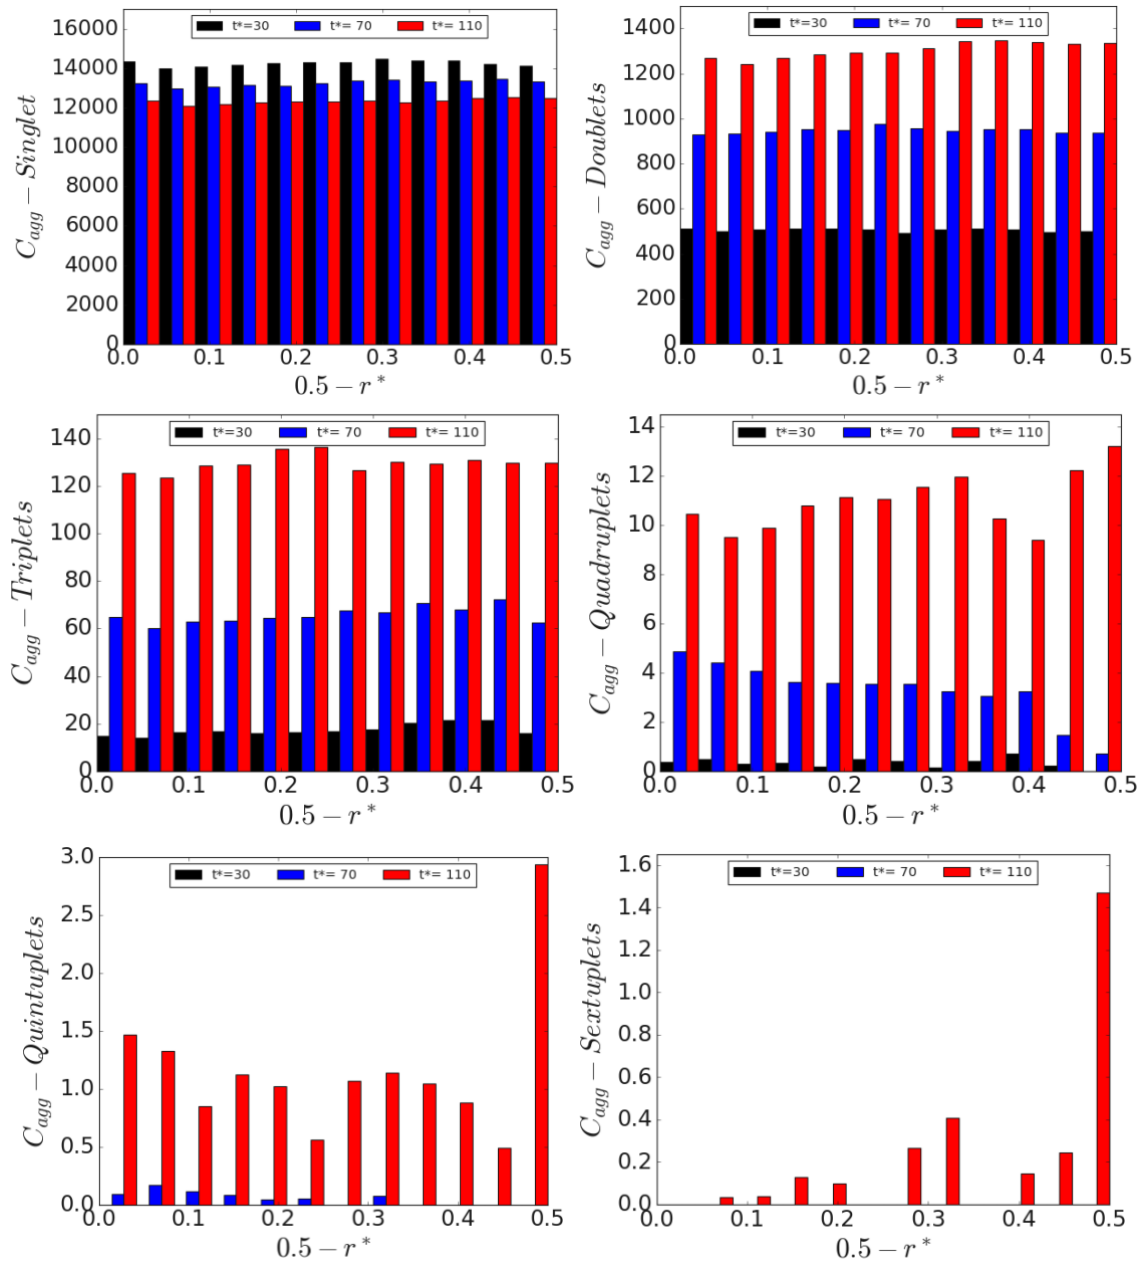 t*=30 t*= 70 t*= 110
16000
14000
12000
10000
8000
6000
4000
2000
0
C_agg − Singlet
0.0 0.1 0.2 0.3 0.4 0.5
0.5 − r*
t*=30 t*= 70 t*= 110
1400
1200
1000
800
600
400
200
0
C_agg − Doublets
0.0 0.1 0.2 0.3 0.4 0.5
0.5 − r*
t*=30 t*= 70 t*= 110
140
120
100
80
60
40
20
0
C_agg − Triplets
0.0 0.1 0.2 0.3 0.4 0.5
0.5 − r*
t*=30 t*= 70 t*= 110
14
12
10
8
6
4
2
0
C_agg − Quadruplets
0.0 0.1 0.2 0.3 0.4 0.5
0.5 − r*
t*=30 t*= 70 t*= 110
3.0
2.5
2.0
1.5
1.0
0.5
0.0
C_agg − Quintuplets
0.0 0.1 0.2 0.3 0.4 0.5
0.5 − r*
t*=30 t*= 70 t*= 110
1.6
1.4
1.2
1.0
0.8
0.6
0.4
0.2
0.0
C_agg − Sextuplets
0.0 0.1 0.2 0.3 0.4 0.5
0.5 − r*